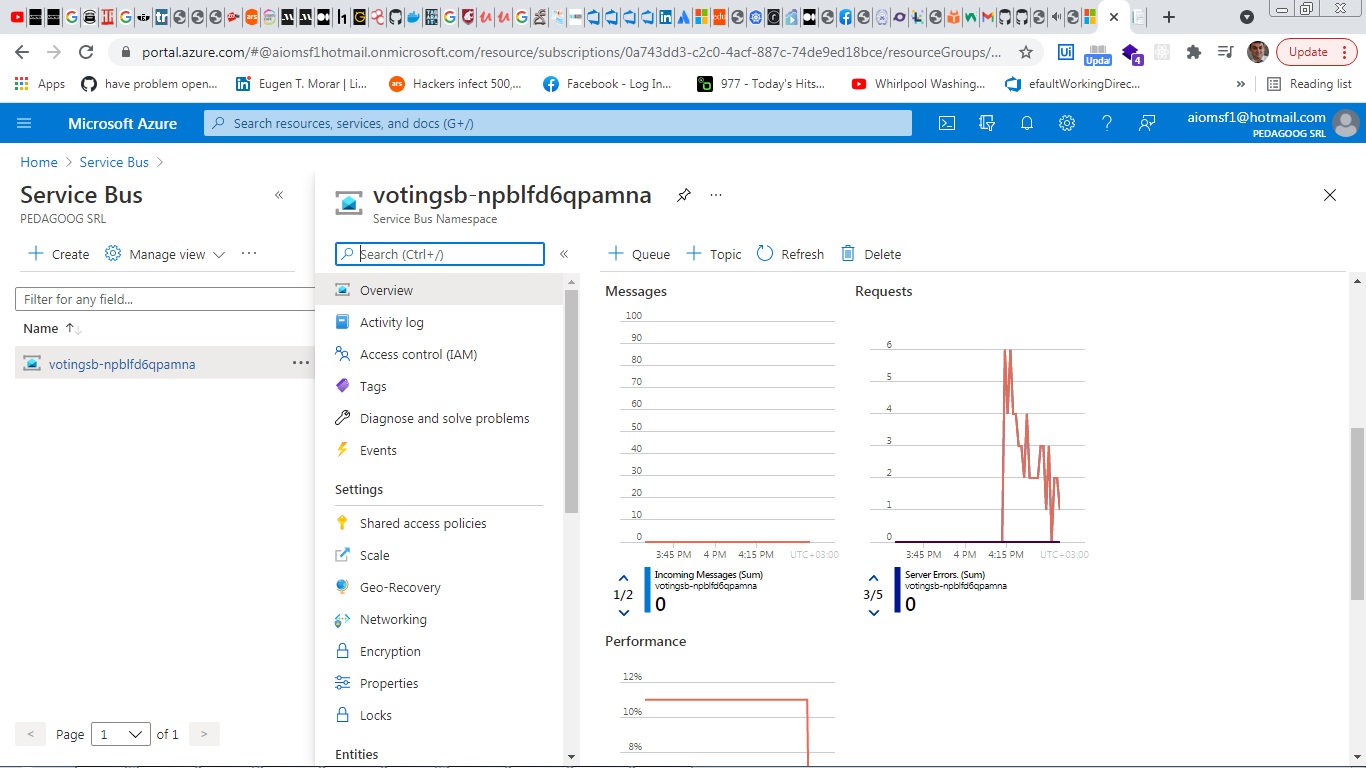 portal.azure.com/#@aiomsf1hotmail.onmicrosoft.com/resource/subscriptions/0a743dd3-c2c0-4acf-887c-74de9ed18bce/resourceGroups/...
Update
4
Update
Apps
have problem open...
Eugen T. Morar | Li...
Hackers infect 500,...
Facebook - Log In...
977 - Today's Hits...
Whirlpool Washing...
efaultWorkingDirec...
»
Reading list
Microsoft Azure
Search resources, services, and docs (G+/)
aiomsf1@hotmail.com
PEDAGOOG SRL
Home > Service Bus >
Service Bus
«
PEDAGOOG SRL
+ Create
Manage view
...
Filter for any field...
Name ↑↓
votingsb-npblfd6qpamna
...
< Page 1 of 1 >
votingsb-npblfd6qpamna
...
Service Bus Namespace
Search (Ctrl+/)
«
Overview
Activity log
Access control (IAM)
Tags
Diagnose and solve problems
Events
Settings
Shared access policies
Scale
Geo-Recovery
Networking
Encryption
Properties
Locks
Entities
+ Queue
+ Topic
Refresh
Delete
Messages
100
90
80
70
60
50
40
30
20
10
0
3:45 PM
4 PM
4:15 PM
UTC+03:00
1/2
Incoming Messages (Sum)
votingsb-npblfd6qpamna
0
Requests
6
5
4
3
2
1
0
3:45 PM
4 PM
4:15 PM
UTC+03:00
3/5
Server Errors. (Sum)
votingsb-npblfd6qpamna
0
Performance
12%
10%
8%